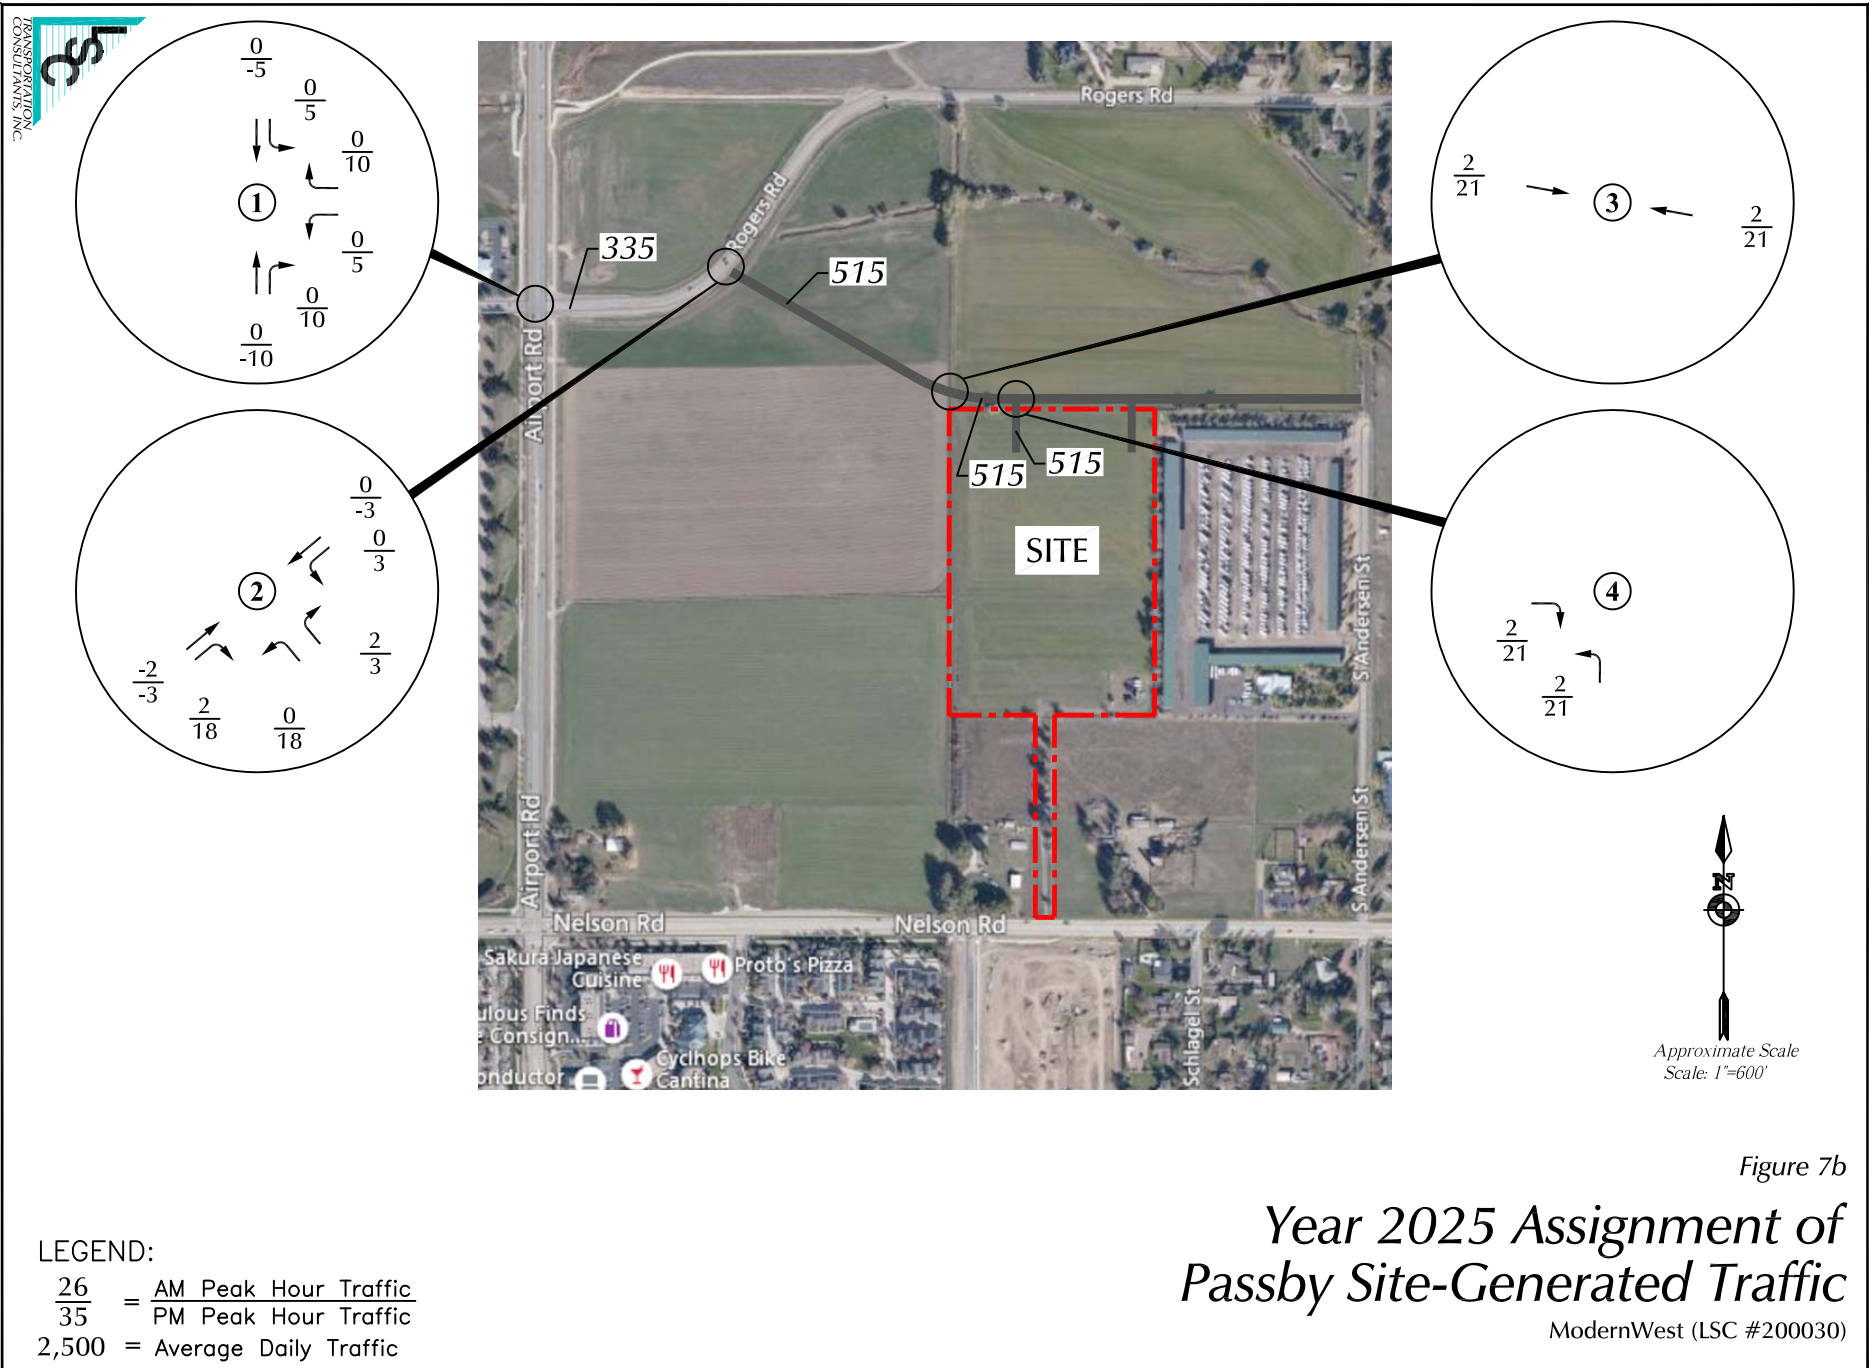 LSC
TRANSPORTATION
CONSULTANTS, INC.
0
-5
0
5
0
10
1
0
5
0
10
0
-10
0
-3
0
3
2
2
3
-2
-3
2
18
0
18
Rogers Rd
Rogers Rd
335
515
515
515
SITE
Airport Rd
Airport Rd
S Andersen St
S Andersen St
Nelson Rd
Nelson Rd
Sakura Japanese
Cuisine
Proto's Pizza
ulous Finds
e Consign...
Cyclhops Bike
Cantina
onductor
Schlagel St
2
21
3
2
21
4
2
21
2
21
N
Approximate Scale
Scale: 1"=600'
Figure 7b
Year 2025 Assignment of
Passby Site-Generated Traffic
ModernWest (LSC #200030)
LEGEND:
26
35
= AM Peak Hour Traffic
PM Peak Hour Traffic
2,500 = Average Daily Traffic